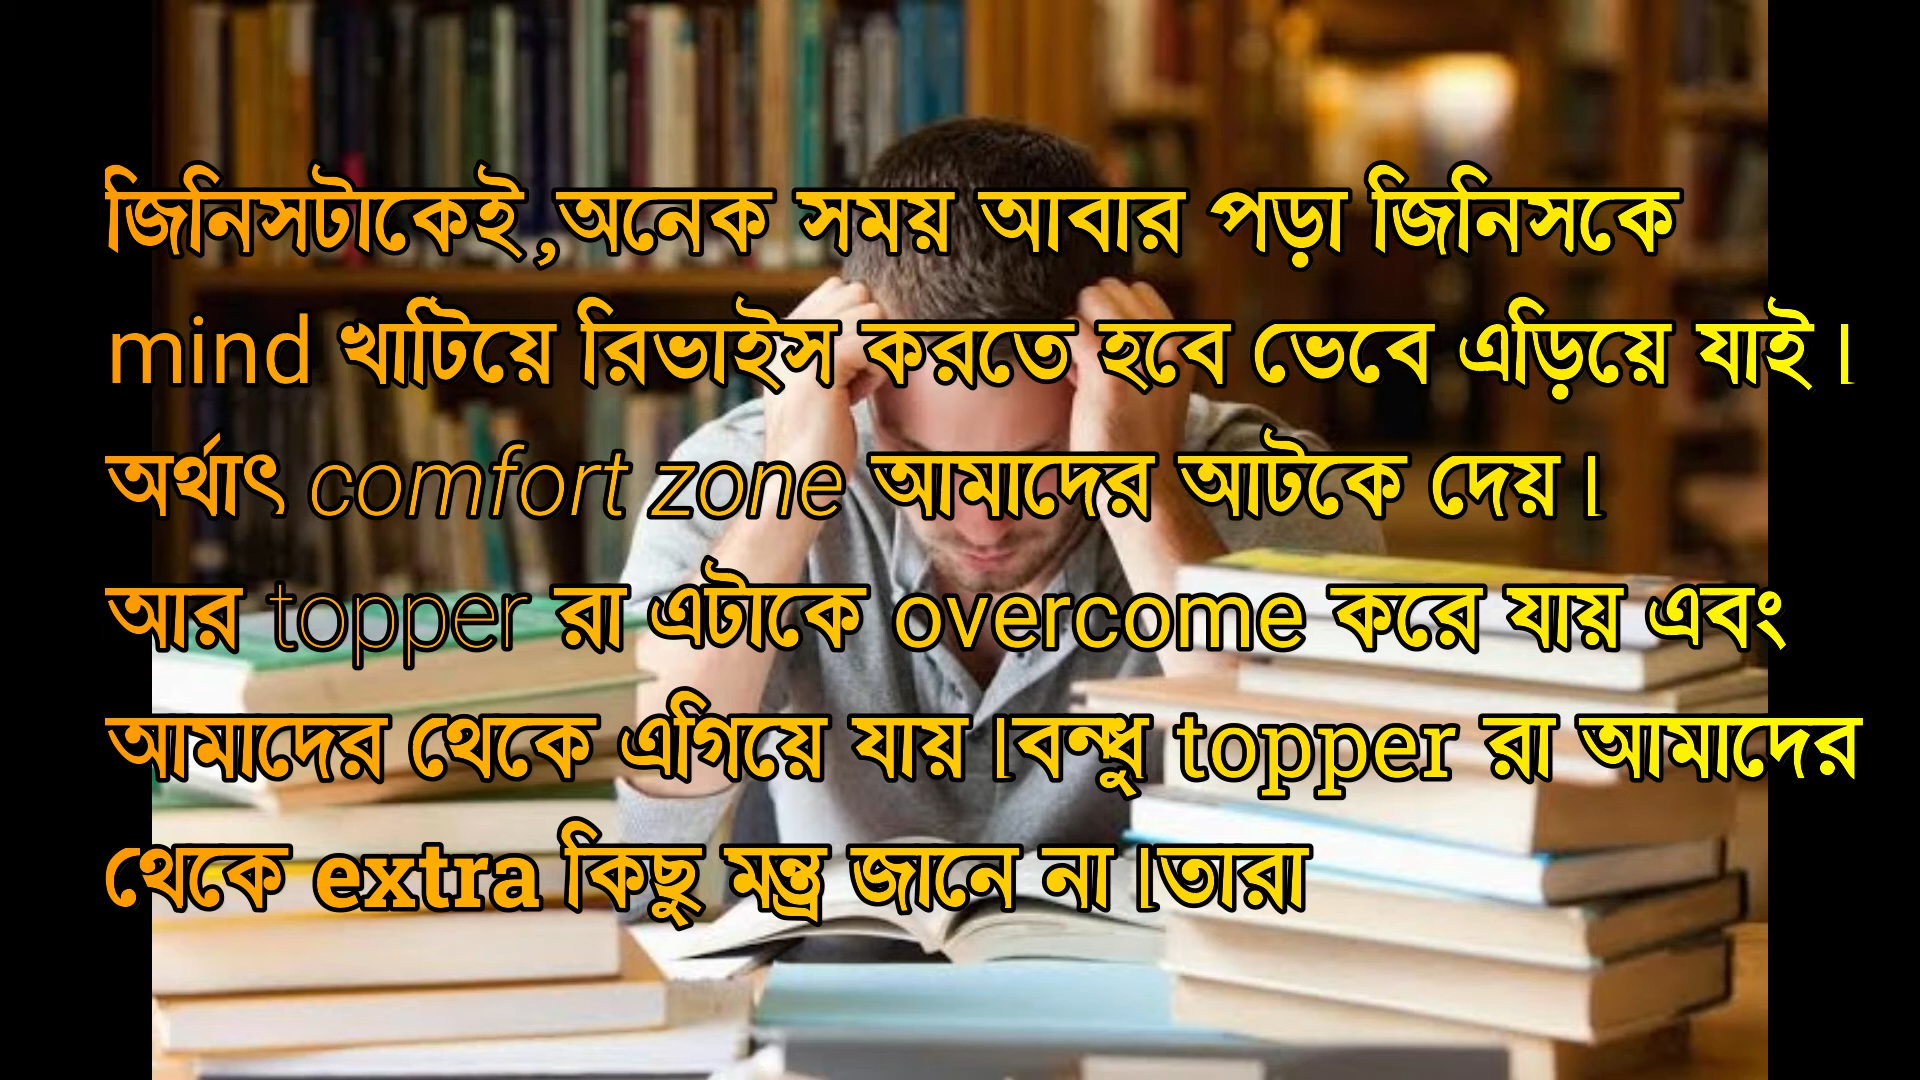 জিনিসটাকেই,অনেক সময় আবার পড়া জিনিসকে
mind খাটিয়ে রিভাইস করতে হবে ভেবে এড়িয়ে যাই।
অর্থাৎ comfort zone আমাদের আটকে দেয়।
আর topper রা এটাকে overcome করে যায় এবং
আমাদের থেকে এগিয়ে যায় ।বন্ধু topper রা আমাদের
থেকে extra কিছু মন্ত্র জানে না ।তারা